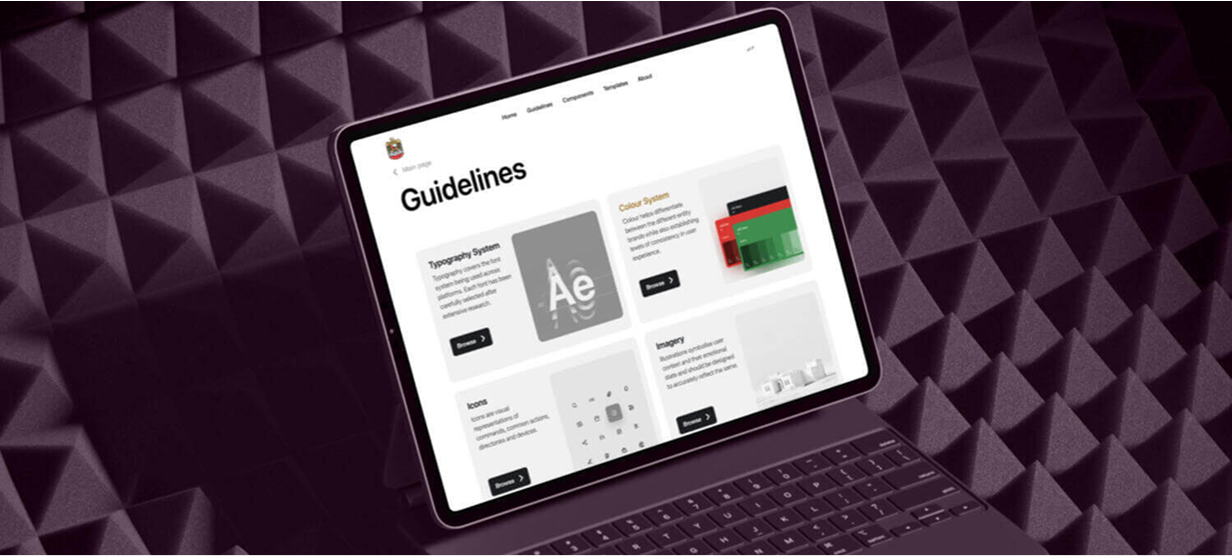 Home Guidelines Components Templates About
Main page
Guidelines
Typography System
Typography covers the font
system being used across
platforms. Each font has been
carefully selected after
extensive research.
Browse
Colour System
Colour helps differentiate
between the different entity
brands while also establishing
levels of consistency in user
experience.
Browse
Ae
Icons
Icons are visual
representations of
commands, common actions,
directories and devices.
Browse
Imagery
Illustrations symbolise user
context and their emotional
state and should be designed
to accurately reflect the same.
Browse